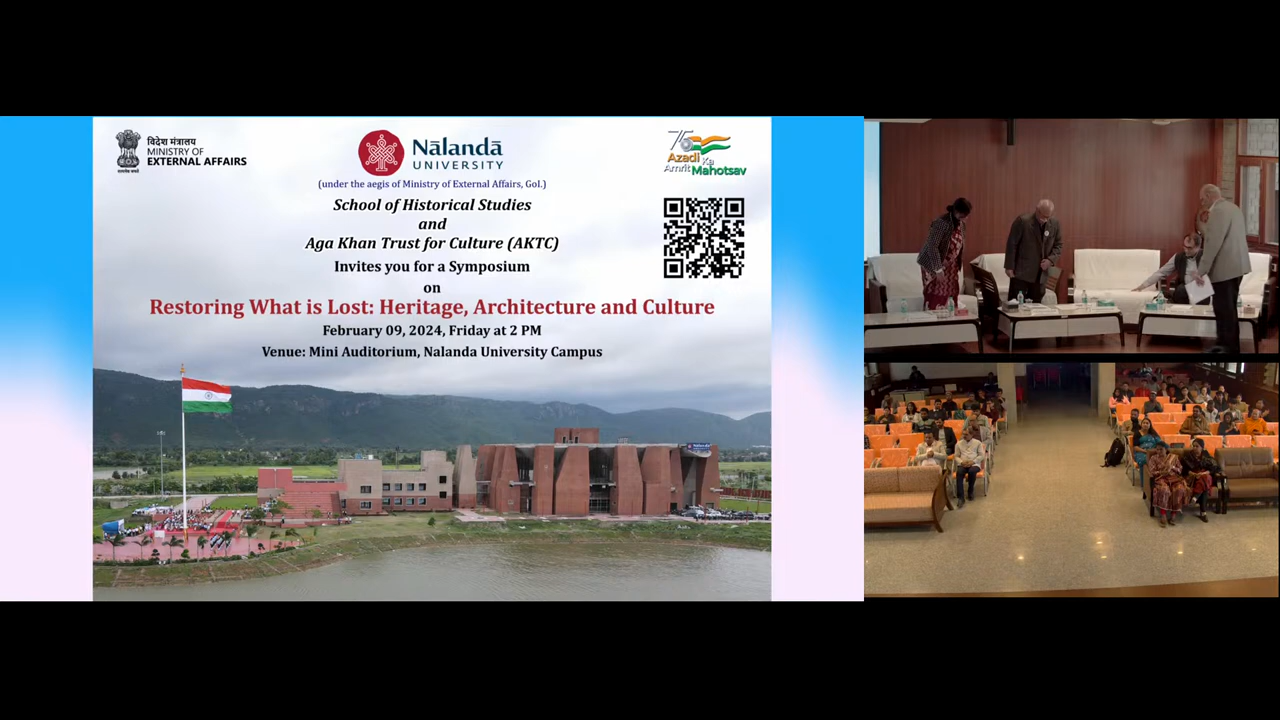 विदेश मंत्रालय
MINISTRY OF
EXTERNAL AFFAIRS
Nālandā
UNIVERSITY
75
Azadi Ka
Amrit Mahotsav
(under the aegis of Ministry of External Affairs, GoI.)
School of Historical Studies
and
Aga Khan Trust for Culture (AKTC)
Invites you for a Symposium
on
Restoring What is Lost: Heritage, Architecture and Culture
February 09, 2024, Friday at 2 PM
Venue: Mini Auditorium, Nalanda University Campus